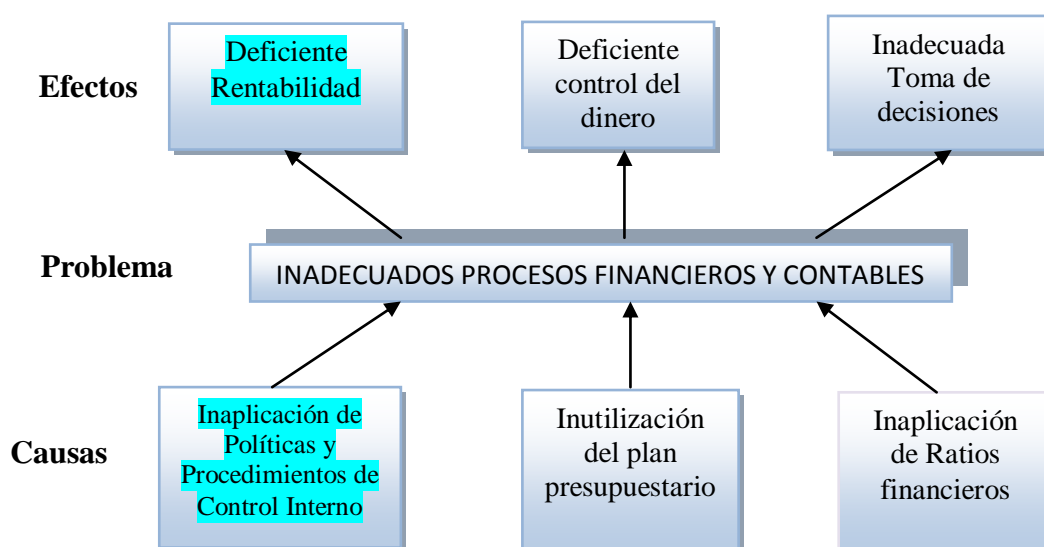 Efectos
Deficiente
Rentabilidad
Deficiente
control del
dinero
Inadecuada
Toma de
decisiones
Problema
INADECUADOS PROCESOS FINANCIEROS Y CONTABLES
Causas
Inaplicación de
Políticas y
Procedimientos de
Control Interno
Inutilización
del plan
presupuestario
Inaplicación
de Ratios
financieros